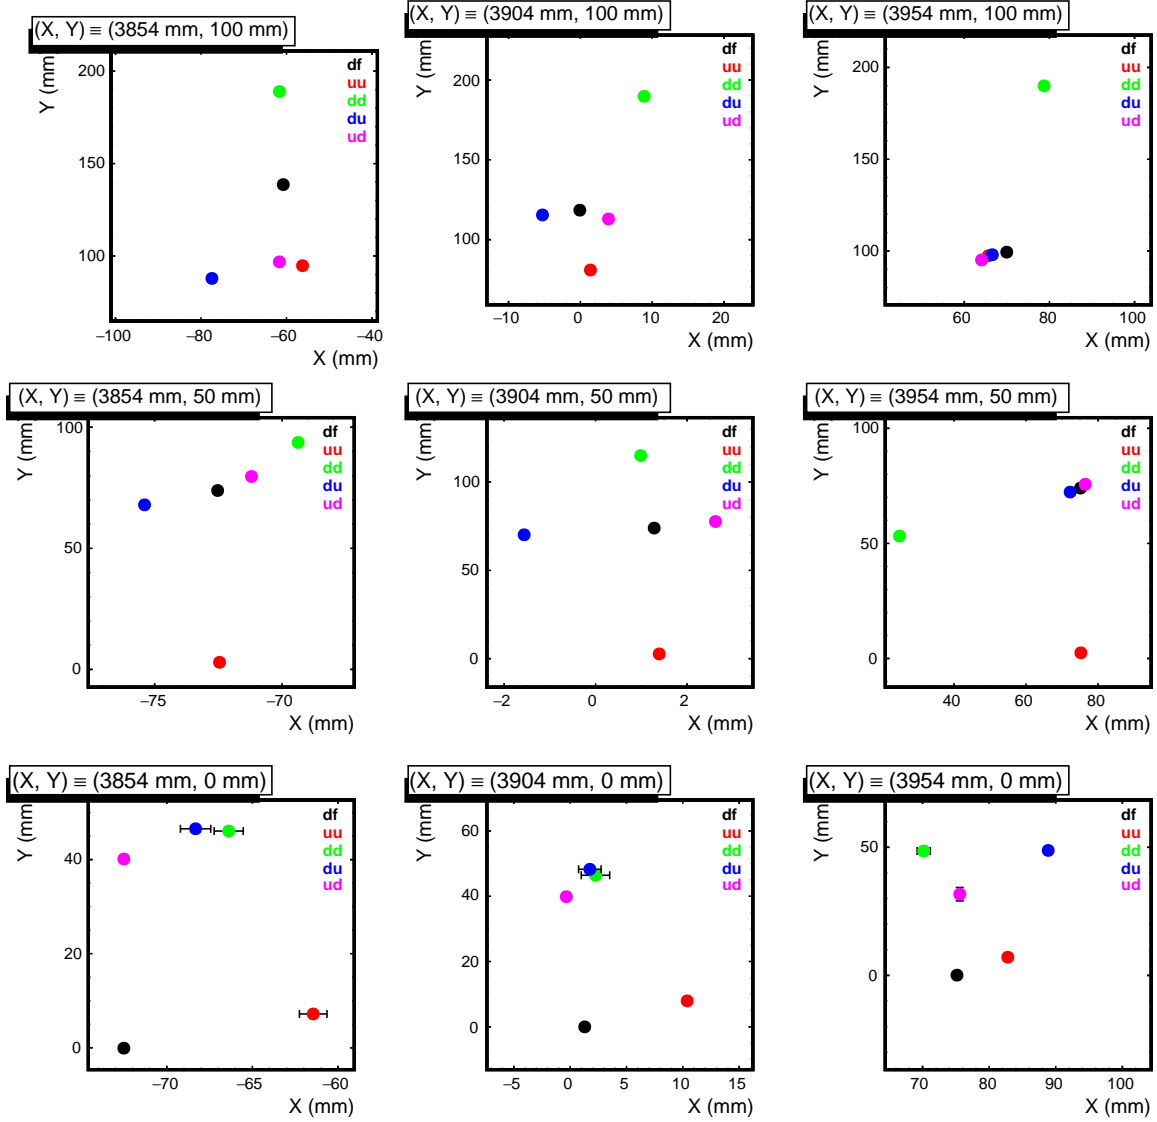 (X, Y) ≡ (3854 mm, 100 mm)
Y (mm
200
150
100
−100
−80
−60
−40
X (mm)
df
uu
dd
du
ud
(X, Y) ≡ (3904 mm, 100 mm)
Y (mm
200
150
100
−10
0
10
20
X (mm)
df
uu
dd
du
ud
(X, Y) ≡ (3954 mm, 100 mm)
Y (mm
200
150
100
60
80
100
X (mm)
df
uu
dd
du
ud
(X, Y) ≡ (3854 mm, 50 mm)
Y (mm
100
50
0
−75
−70
X (mm)
df
uu
dd
du
ud
(X, Y) ≡ (3904 mm, 50 mm)
Y (mm
100
50
0
−2
0
2
X (mm)
df
uu
dd
du
ud
(X, Y) ≡ (3954 mm, 50 mm)
Y (mm
100
50
0
40
60
80
X (mm)
df
uu
dd
du
ud
(X, Y) ≡ (3854 mm, 0 mm)
Y (mm
40
20
0
−70
−65
−60
X (mm)
df
uu
dd
du
ud
(X, Y) ≡ (3904 mm, 0 mm)
Y (mm
60
40
20
0
−5
0
5
10
15
X (mm)
df
uu
dd
du
ud
(X, Y) ≡ (3954 mm, 0 mm)
Y (mm
50
0
70
80
90
100
X (mm)
df
uu
dd
du
ud